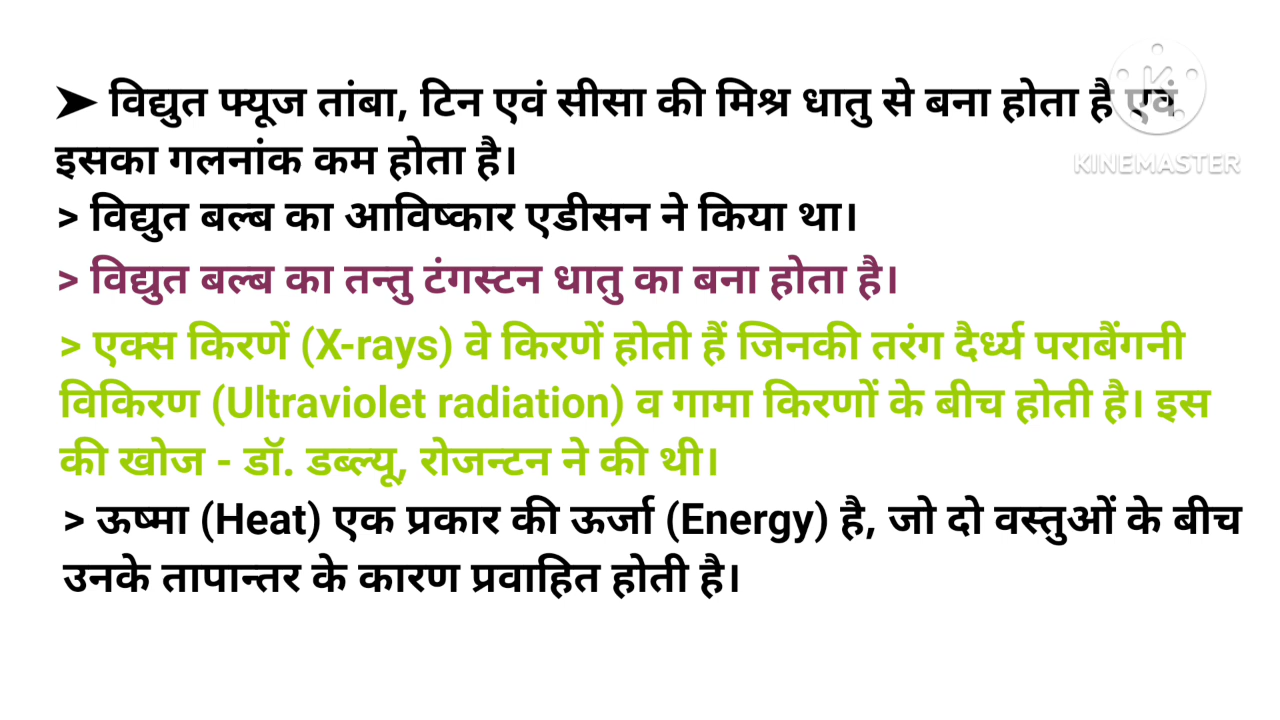 ➤ विद्युत फ्यूज तांबा, टिन एवं सीसा की मिश्र धातु से बना होता है एवं
इसका गलनांक कम होता है।
> विद्युत बल्ब का आविष्कार एडीसन ने किया था।
> विद्युत बल्ब का तन्तु टंगस्टन धातु का बना होता है।
> एक्स किरणें (X-rays) वे किरणें होती हैं जिनकी तरंग दैर्ध्य पराबैंगनी
विकिरण (Ultraviolet radiation) व गामा किरणों के बीच होती है। इस
की खोज - डॉ. डब्ल्यू, रोजन्टन ने की थी।
> ऊष्मा (Heat) एक प्रकार की ऊर्जा (Energy) है, जो दो वस्तुओं के बीच
उनके तापान्तर के कारण प्रवाहित होती है।
K
KINEMASTER